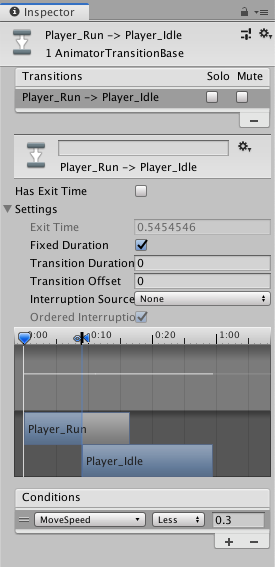 Inspector
Player_Run -> Player_Idle
1 AnimatorTransitionBase
Transitions Solo Mute
Player_Run -> Player_Idle
Player_Run -> Player_Idle
Has Exit Time
Settings
Exit Time 0.5454546
Fixed Duration
Transition Duration 0
Transition Offset 0
Interruption Source None
Ordered Interruptio
0:00 0:10 0:20 1:00
Player_Run
Player_Idle
Conditions
MoveSpeed Less 0.3